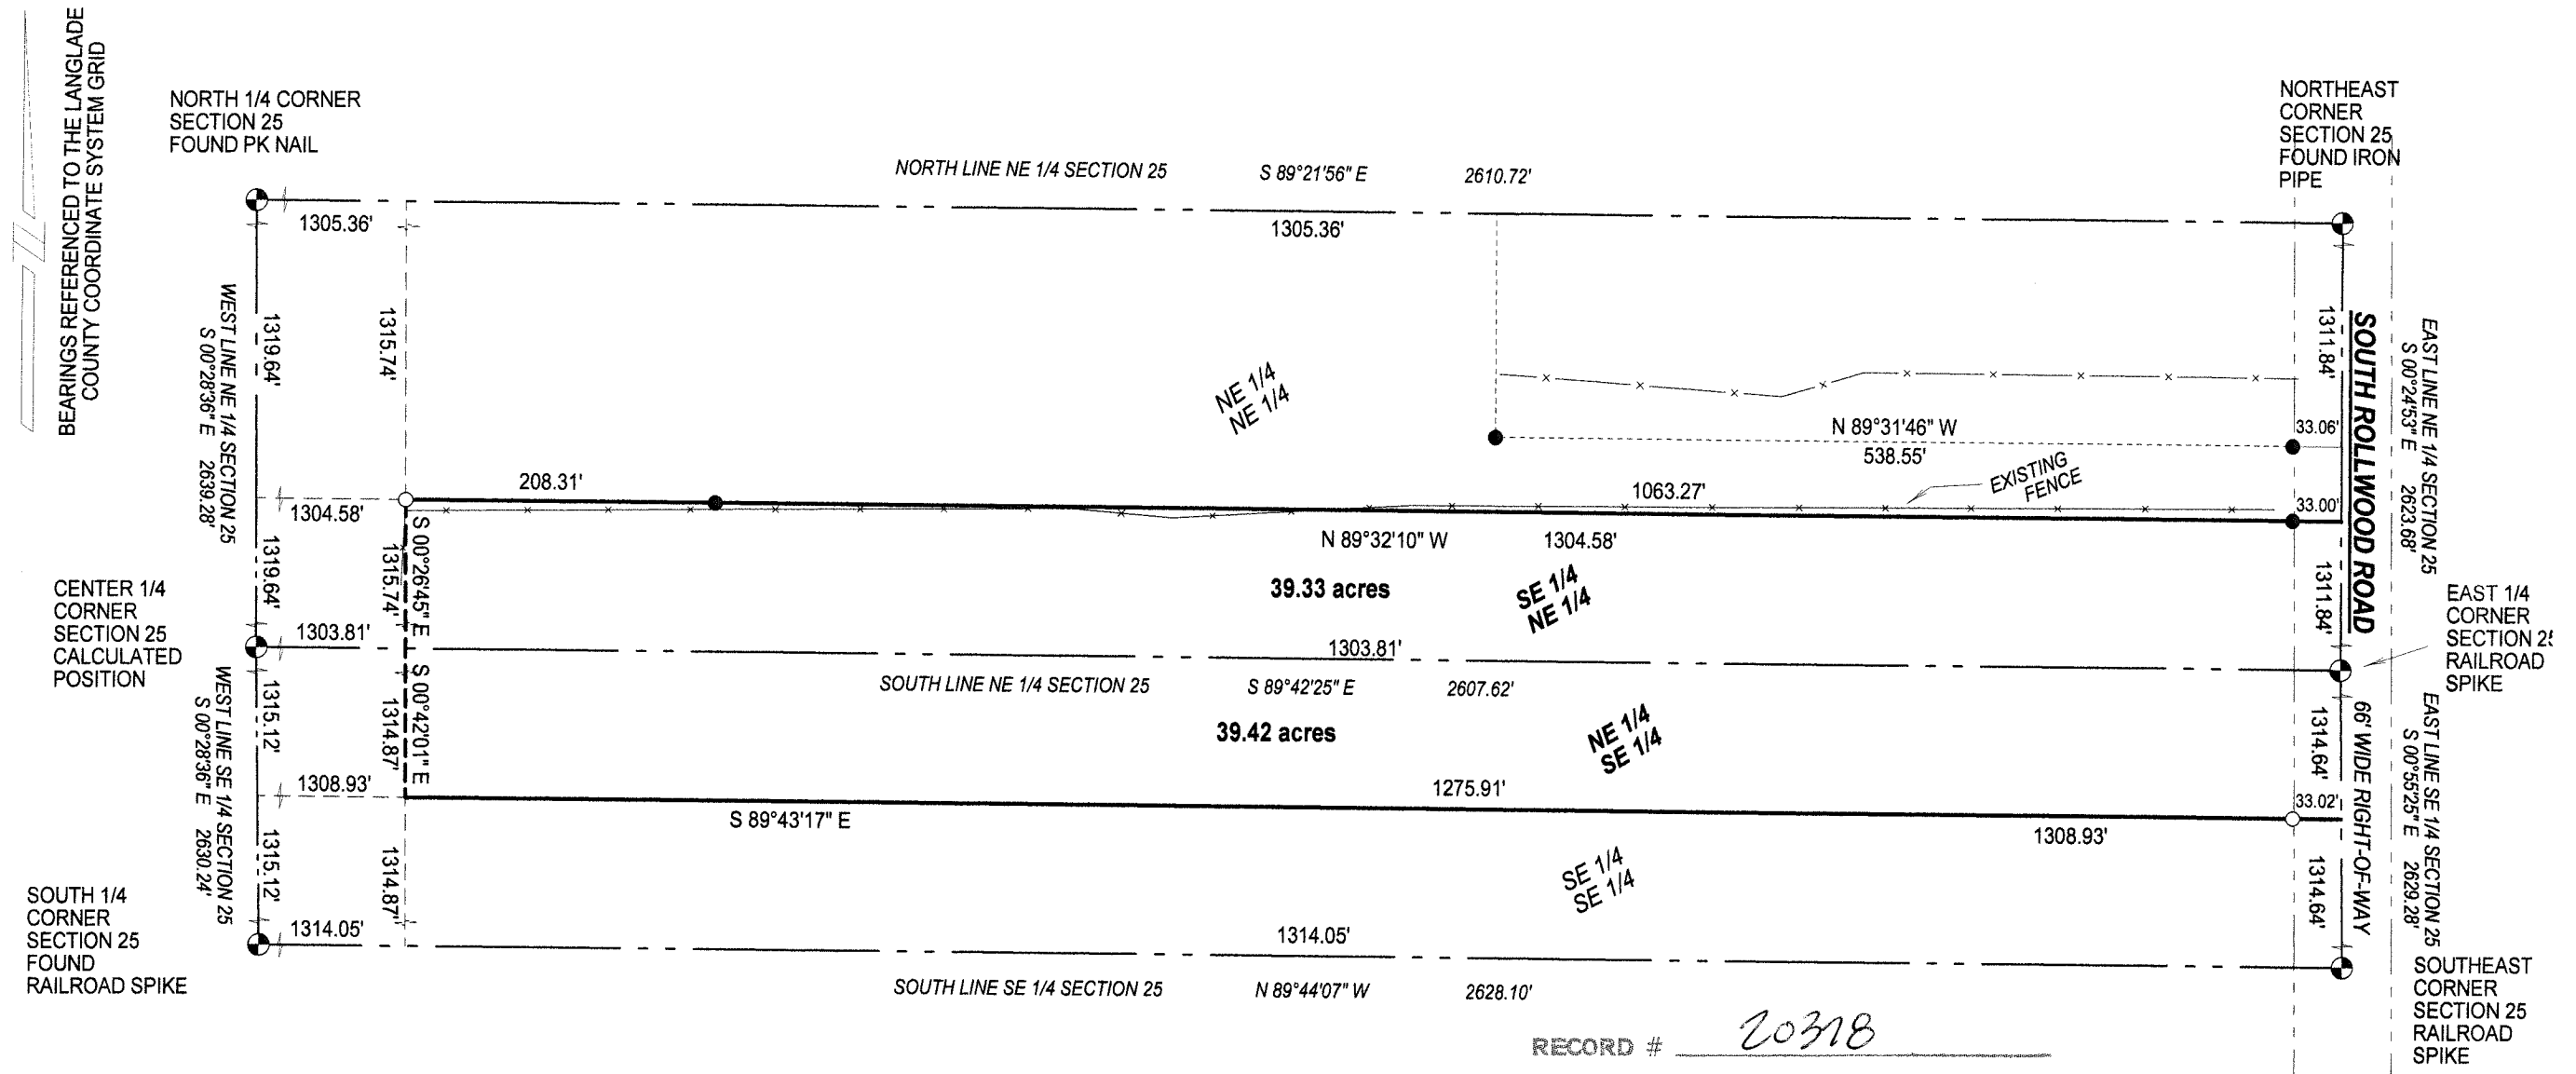 BEARINGS REFERENCED TO THE LANGLADE
COUNTY COORDINATE SYSTEM GRID
NORTH 1/4 CORNER
SECTION 25
FOUND PK NAIL
NORTHEAST
CORNER
SECTION 25
FOUND IRON
PIPE
NORTH LINE NE 1/4 SECTION 25 S 89°21'56" E 2610.72'
1305.36'
1305.36'
WEST LINE NE 1/4 SECTION 25
S 00°28'36" E 2639.28'
1319.64'
1315.74'
NE 1/4
NE 1/4
1311.84'
SOUTH ROLLWOOD ROAD
EAST LINE NE 1/4 SECTION 25
S 00°24'53" E 2623.68'
N 89°31'46" W
538.55'
33.06'
EXISTING
FENCE
208.31'
1063.27'
33.00'
1304.58'
N 89°32'10" W 1304.58'
S 00°26'45" E
1315.74'
1319.64'
39.33 acres
SE 1/4
NE 1/4
1311.84'
CENTER 1/4
CORNER
SECTION 25
CALCULATED
POSITION
EAST 1/4
CORNER
SECTION 25
RAILROAD
SPIKE
1303.81'
1303.81'
SOUTH LINE NE 1/4 SECTION 25 S 89°42'25" E 2607.62'
WEST LINE SE 1/4 SECTION 25
S 00°28'36" E 2630.24'
1315.12'
S 00°42'01" E
1314.87'
39.42 acres
NE 1/4
SE 1/4
1314.64'
66' WIDE RIGHT-OF-WAY
EAST LINE SE 1/4 SECTION 25
S 00°55'25" E 2629.28'
1308.93'
1275.91'
33.02'
S 89°43'17" E
1308.93'
1315.12'
1314.87'
SE 1/4
SE 1/4
1314.64'
SOUTH 1/4
CORNER
SECTION 25
FOUND
RAILROAD SPIKE
1314.05'
1314.05'
SOUTH LINE SE 1/4 SECTION 25 N 89°44'07" W 2628.10'
SOUTHEAST
CORNER
SECTION 25
RAILROAD
SPIKE
RECORD # 20318